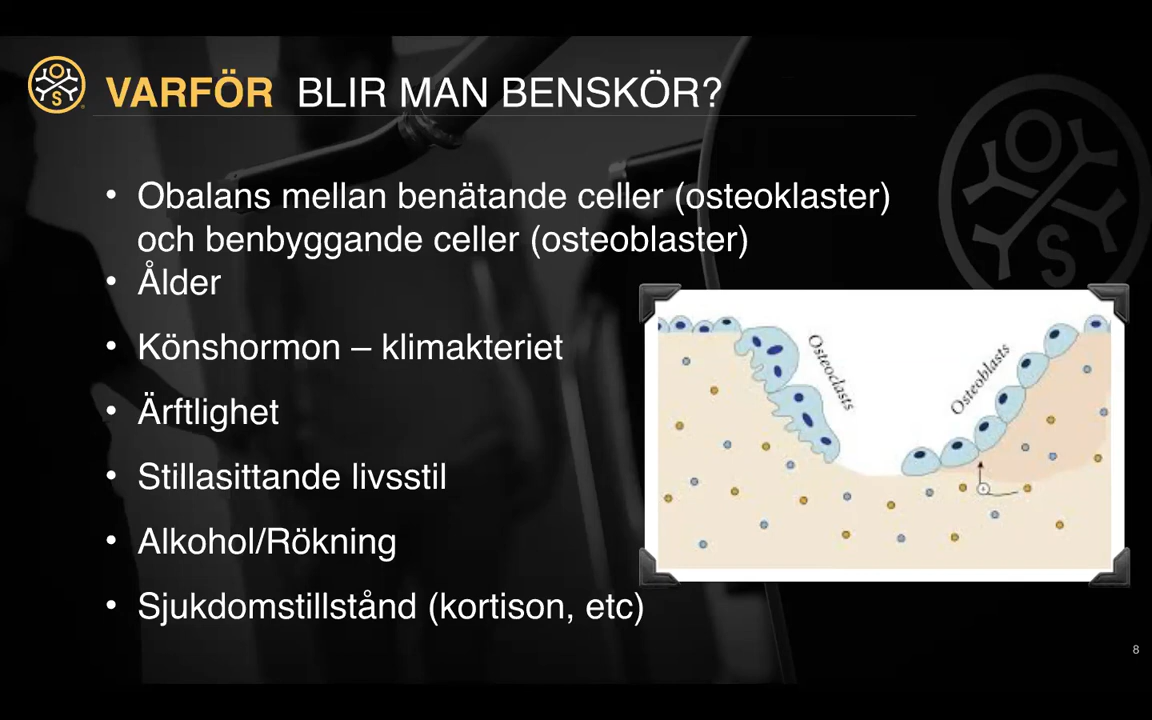 VARFÖR BLIR MAN BENSKÖR?
• Obalans mellan benätande celler (osteoklaster)
och benbyggande celler (osteoblaster)
• Ålder
• Könshormon – klimakteriet
• Ärftlighet
• Stillasittande livsstil
• Alkohol/Rökning
• Sjukdomstillstånd (kortison, etc)
Osteoclasts
Osteoblasts
8